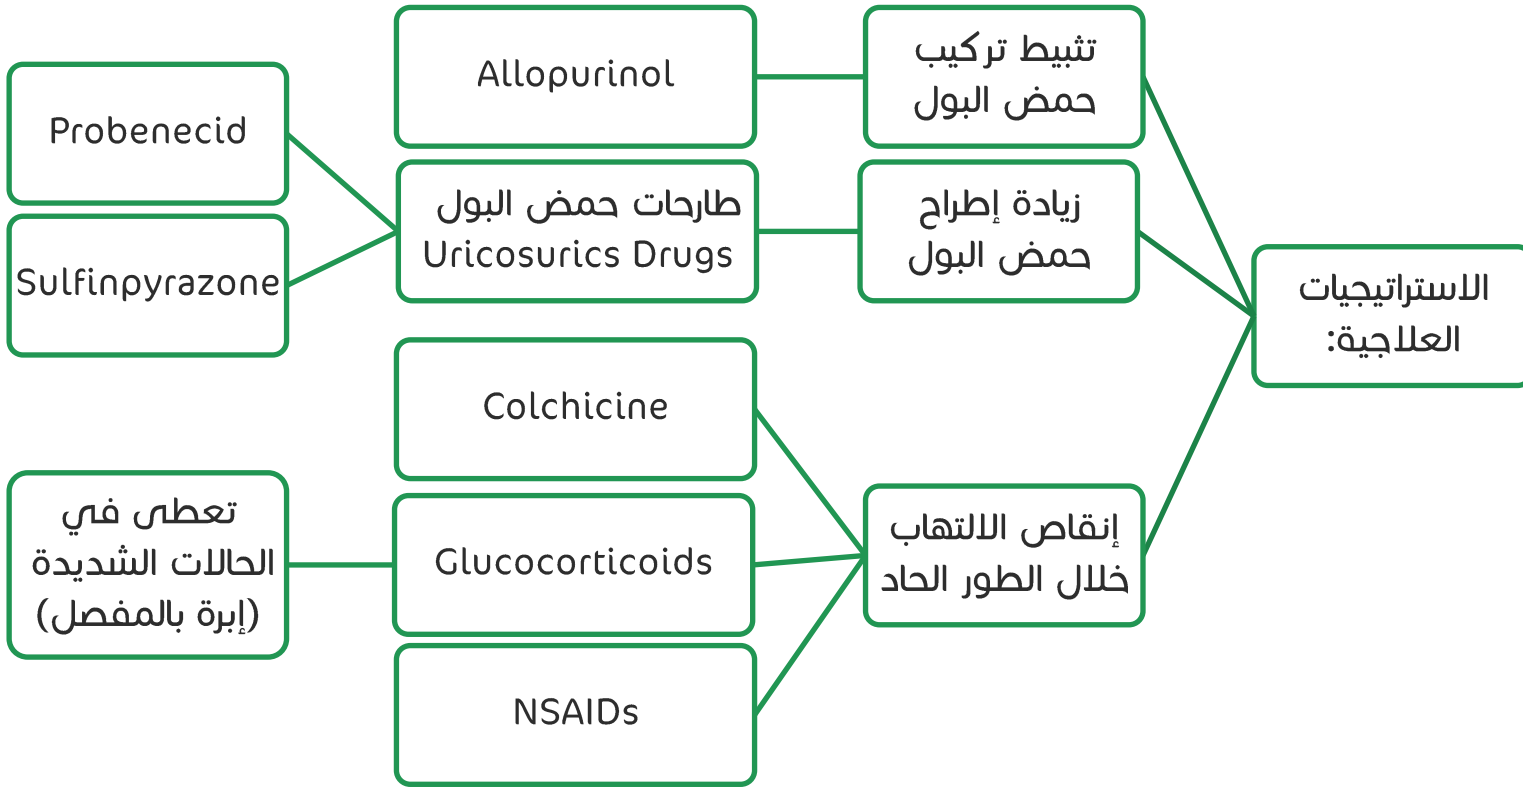 الاستراتيجيات
العلاجية:
تثبيط تركيب
حمض البول
Allopurinol
زيادة إطراح
حمض البول
طارحات حمض البول
Uricosurics Drugs
Probenecid
Sulfinpyrazone
إنقاص الالتهاب
خلال الطور الحاد
Colchicine
Glucocorticoids
تعطى في
الحالات الشديدة
(إبرة بالمفصل)
NSAIDs